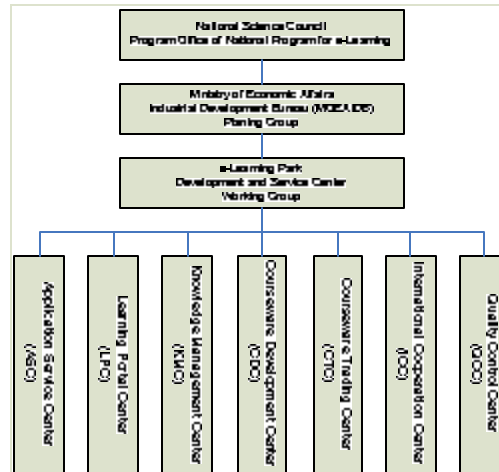 National Science Council
Program Office of National Program for e-Learning
Ministry of Economic Affairs
Industrial Development Bureau (MOEAIDB)
Planing Group
e-Learning Park
Development and Service Center
Working Group
Application Service Center
(ASC)
Learning Portal Center
(LPC)
Knowledge Management Center
(KMC)
Courseware Development Center
(CDC)
Courseware Trading Center
(CTC)
International Cooperation Center
(ICC)
Quality Control Center
(QCC)